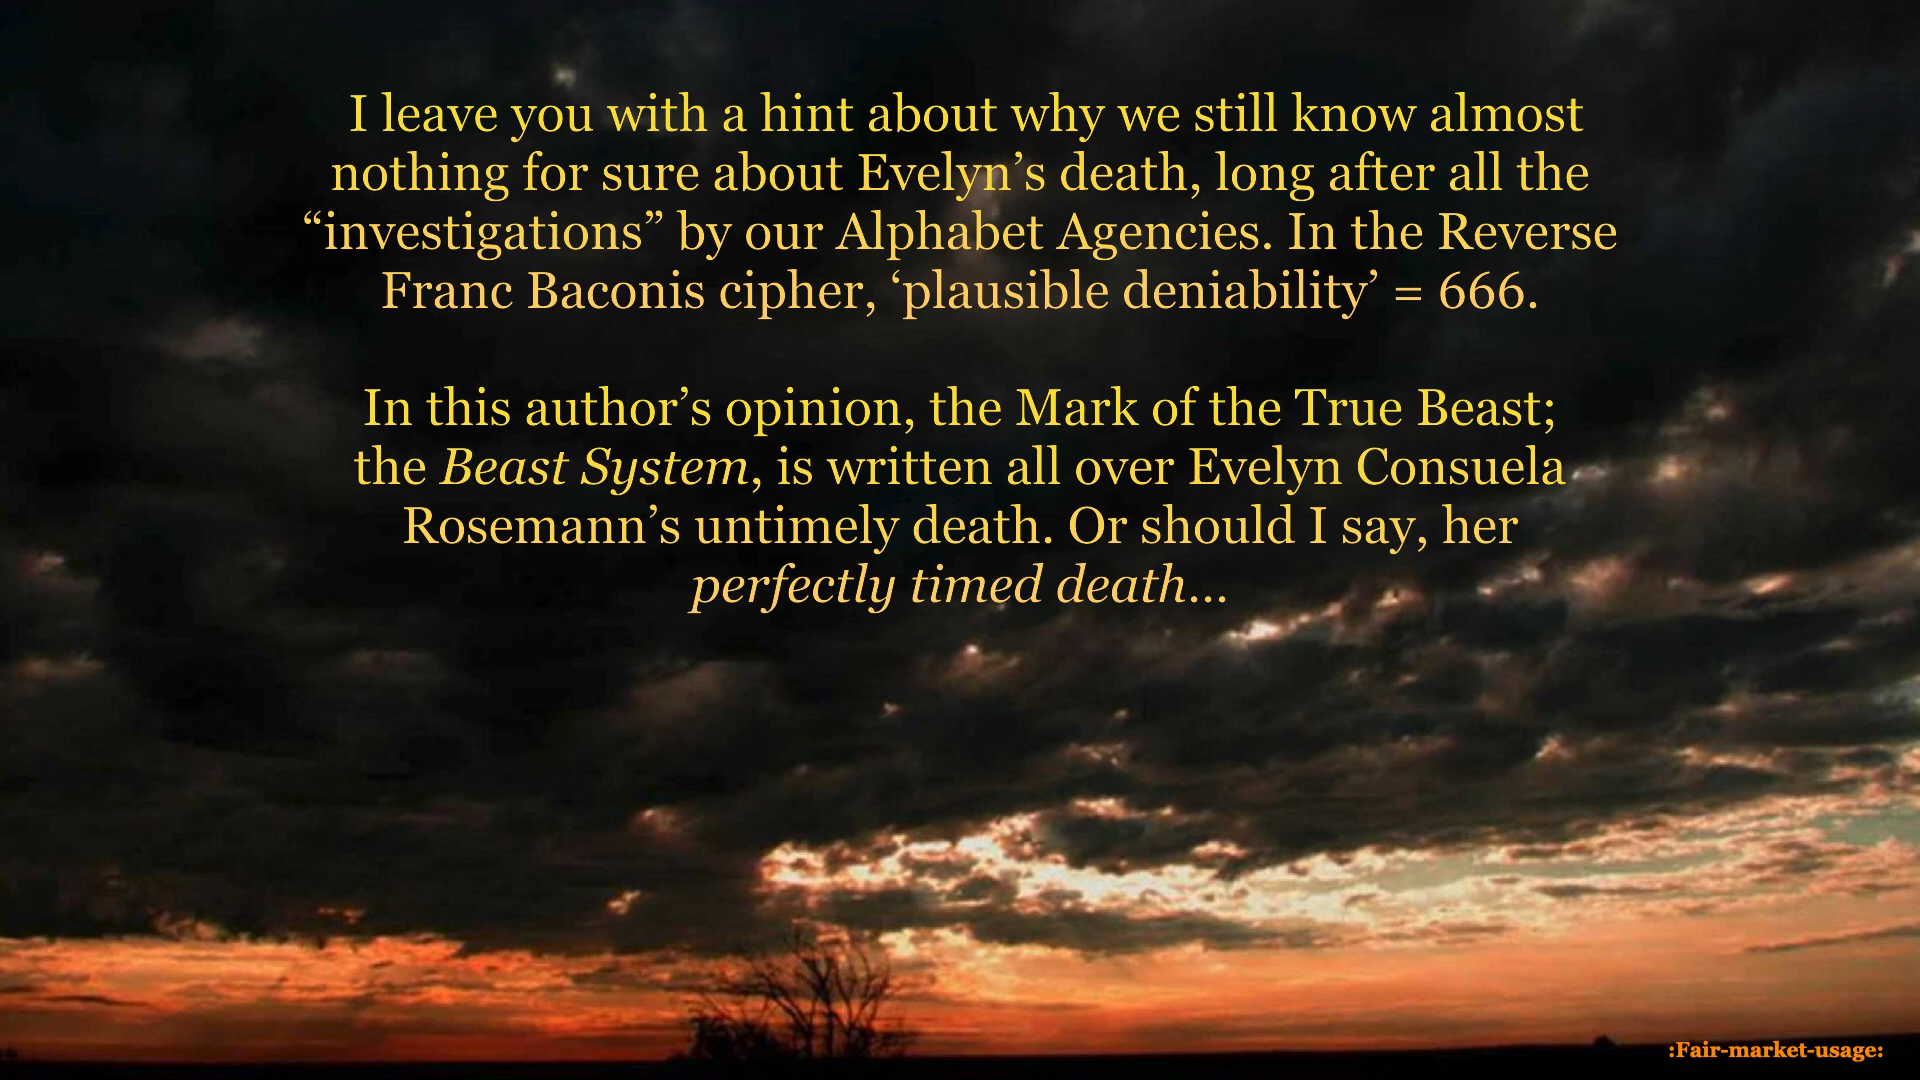 I leave you with a hint about why we still know almost
nothing for sure about Evelyn’s death, long after all the
“investigations” by our Alphabet Agencies. In the Reverse
Franc Baconis cipher, ‘plausible deniability’ = 666.
In this author’s opinion, the Mark of the True Beast;
the Beast System, is written all over Evelyn Consuela
Rosemann’s untimely death. Or should I say, her
perfectly timed death...
:Fair-market-usage: